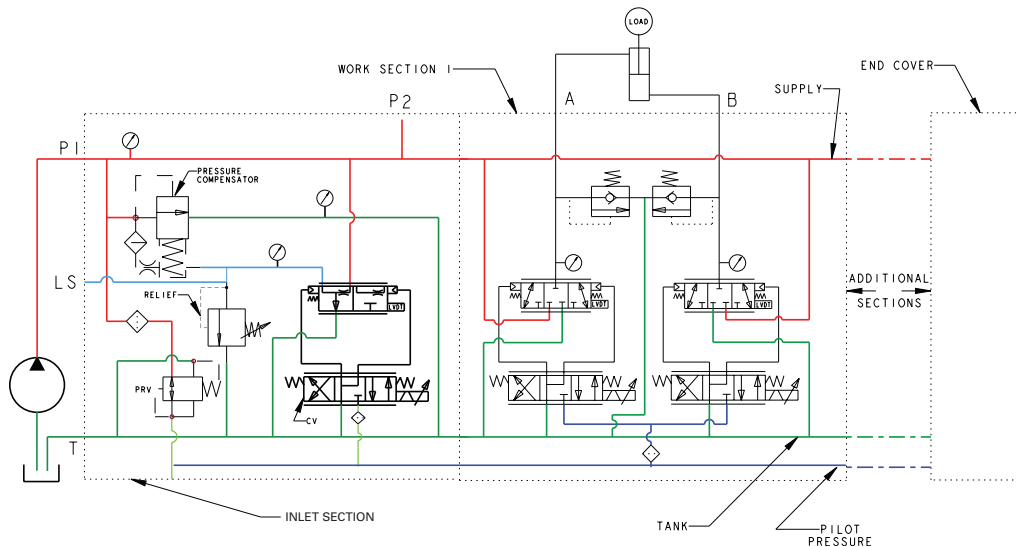 LOAD
WORK SECTION I
END COVER
SUPPLY
P2
A
B
P1
PRESSURE
COMPENSATOR
LS
RELIEF
LVDT
LVDT
LVDT
ADDITIONAL
SECTIONS
PRV
CV
T
INLET SECTION
TANK
PILOT
PRESSURE